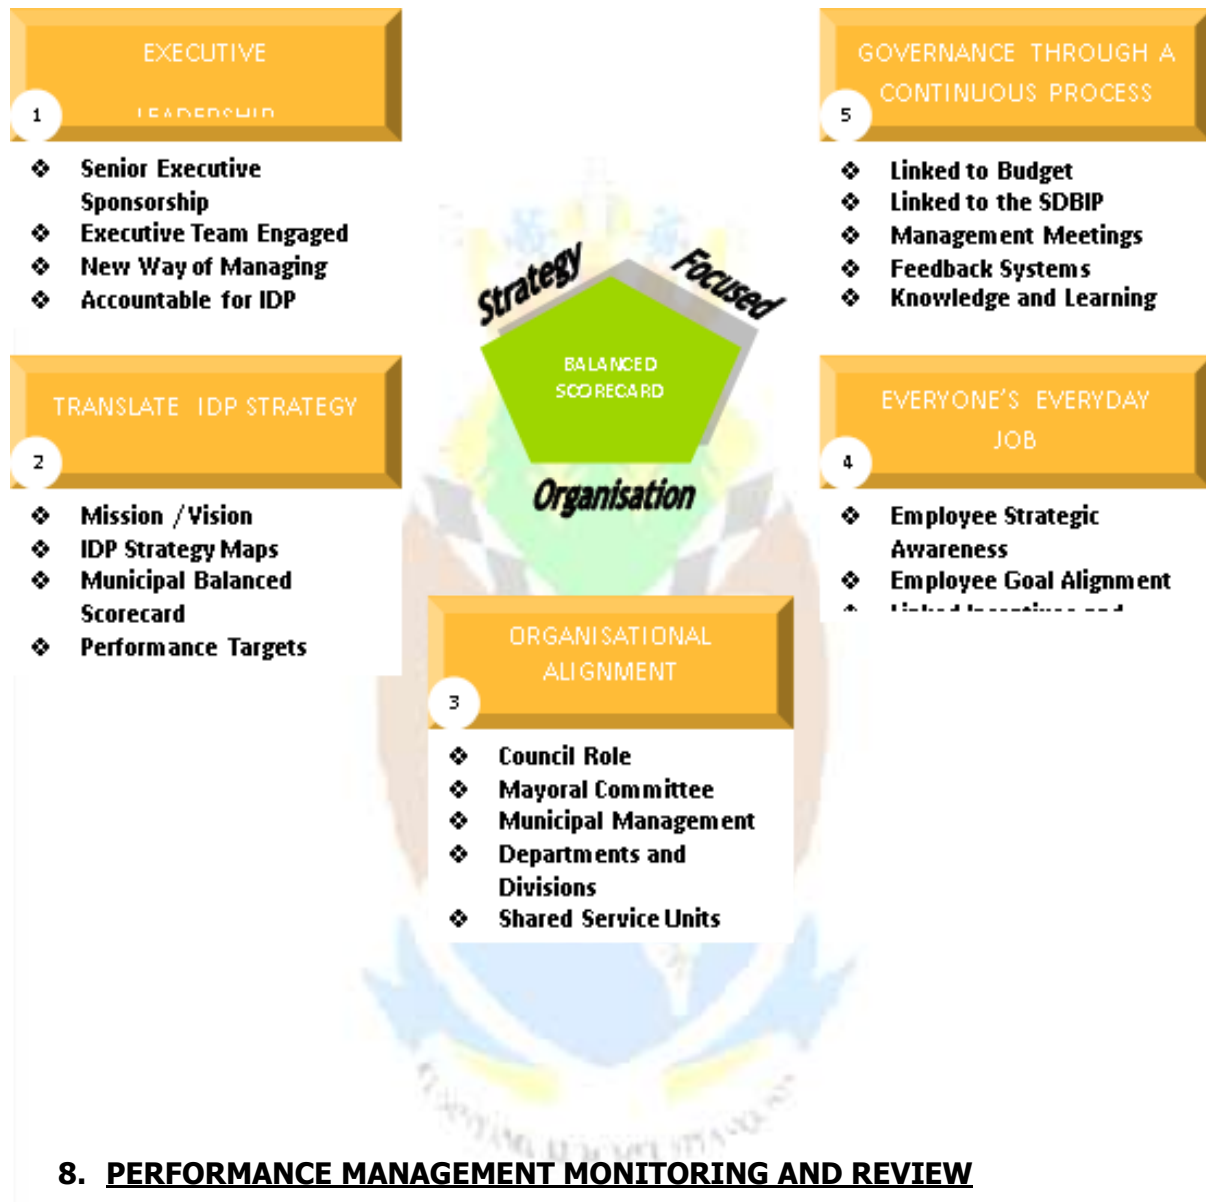 EXECUTIVE
LEADERSHIP
1
❖ Senior Executive
Sponsorship
❖ Executive Team Engaged
❖ New Way of Managing
❖ Accountable for IDP
TRANSLATE IDP STRATEGY
2
❖ Mission / Vision
❖ IDP Strategy Maps
❖ Municipal Balanced
Scorecard
❖ Performance Targets
Strategy
Focused
BALANCED
SCORECARD
Organisation
ORGANISATIONAL
ALIGNMENT
3
❖ Council Role
❖ Mayoral Committee
❖ Municipal Management
❖ Departments and
Divisions
❖ Shared Service Units
EVERYONE'S EVERYDAY
JOB
4
❖ Employee Strategic
Awareness
❖ Employee Goal Alignment
❖ Linked Incentives and
GOVERNANCE THROUGH A
CONTINUOUS PROCESS
5
❖ Linked to Budget
❖ Linked to the SDBIP
❖ Management Meetings
❖ Feedback Systems
❖ Knowledge and Learning
8. PERFORMANCE MANAGEMENT MONITORING AND REVIEW